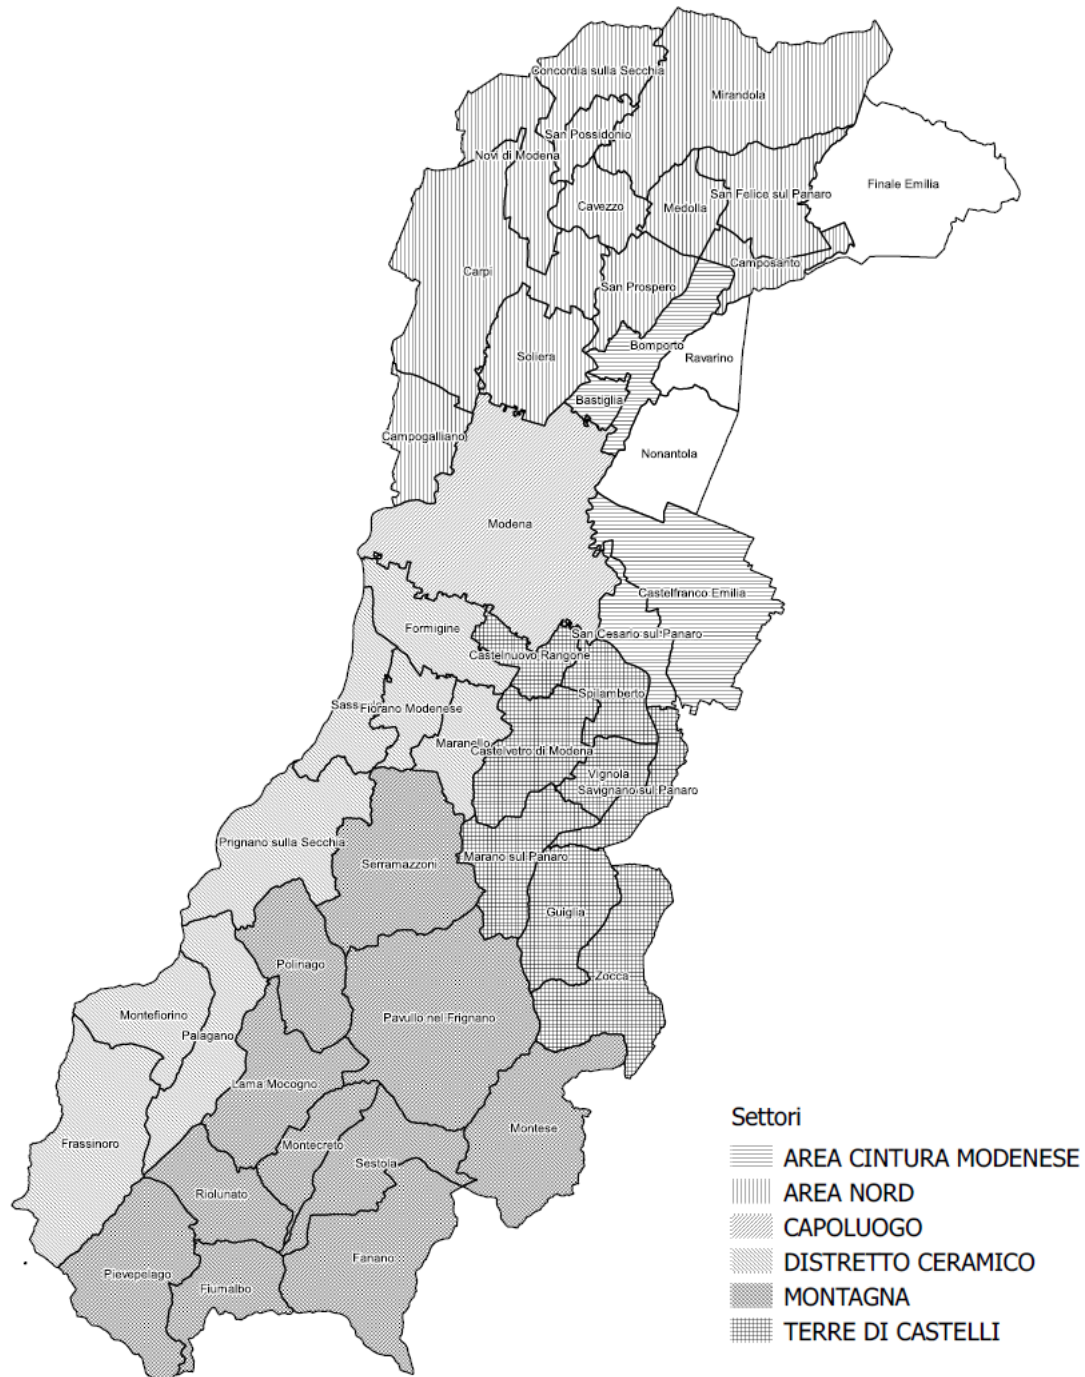 Concordia sulla Secchia
Mirandola
San Possidonio
Novi di Modena
Finale Emilia
San Felice sul Panaro
Cavezzo
Medolla
Camposanto
Carpi
San Prospero
Bomporto
Soliera
Ravarino
Bastiglia
Campogalliano
Nonantola
Modena
Castelfranco Emilia
Formigine
San Cesario sul Panaro
Castelnuovo Rangone
Spilamberto
Fiorano Modenese
Maranello
Castelvetro di Modena
Vignola
Savignano sul Panaro
Prignano sulla Secchia
Marano sul Panaro
Serramazzoni
Guiglia
Polinago
Zocca
Montefiorino
Pavullo nel Frignano
Palagano
Lama Mocogno
Montese
Frassinoro
Montecreto
Sestola
Riolunato
Fanano
Pievepelago
Fiumalbo
Settori
AREA CINTURA MODENESE
AREA NORD
CAPOLUOGO
DISTRETTO CERAMICO
MONTAGNA
TERRE DI CASTELLI